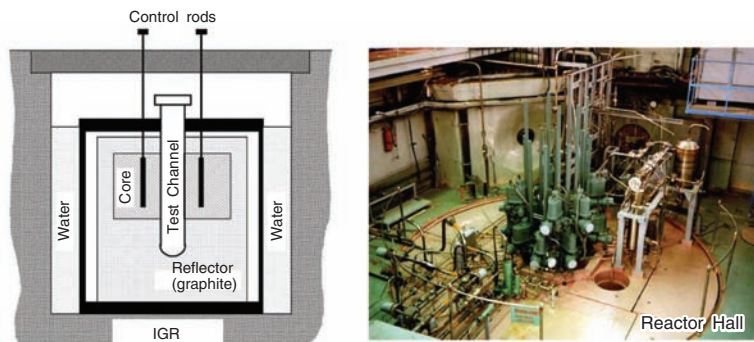 Control rods
Core
Test Channel
Water
Water
Reflector
(graphite)
IGR
Reactor Hall